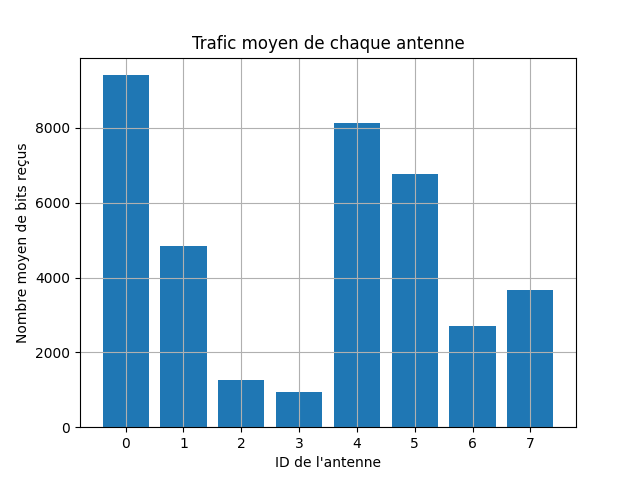 Trafic moyen de chaque antenne
Nombre moyen de bits reçus
8000
6000
4000
2000
0
0 1 2 3 4 5 6 7
ID de l'antenne